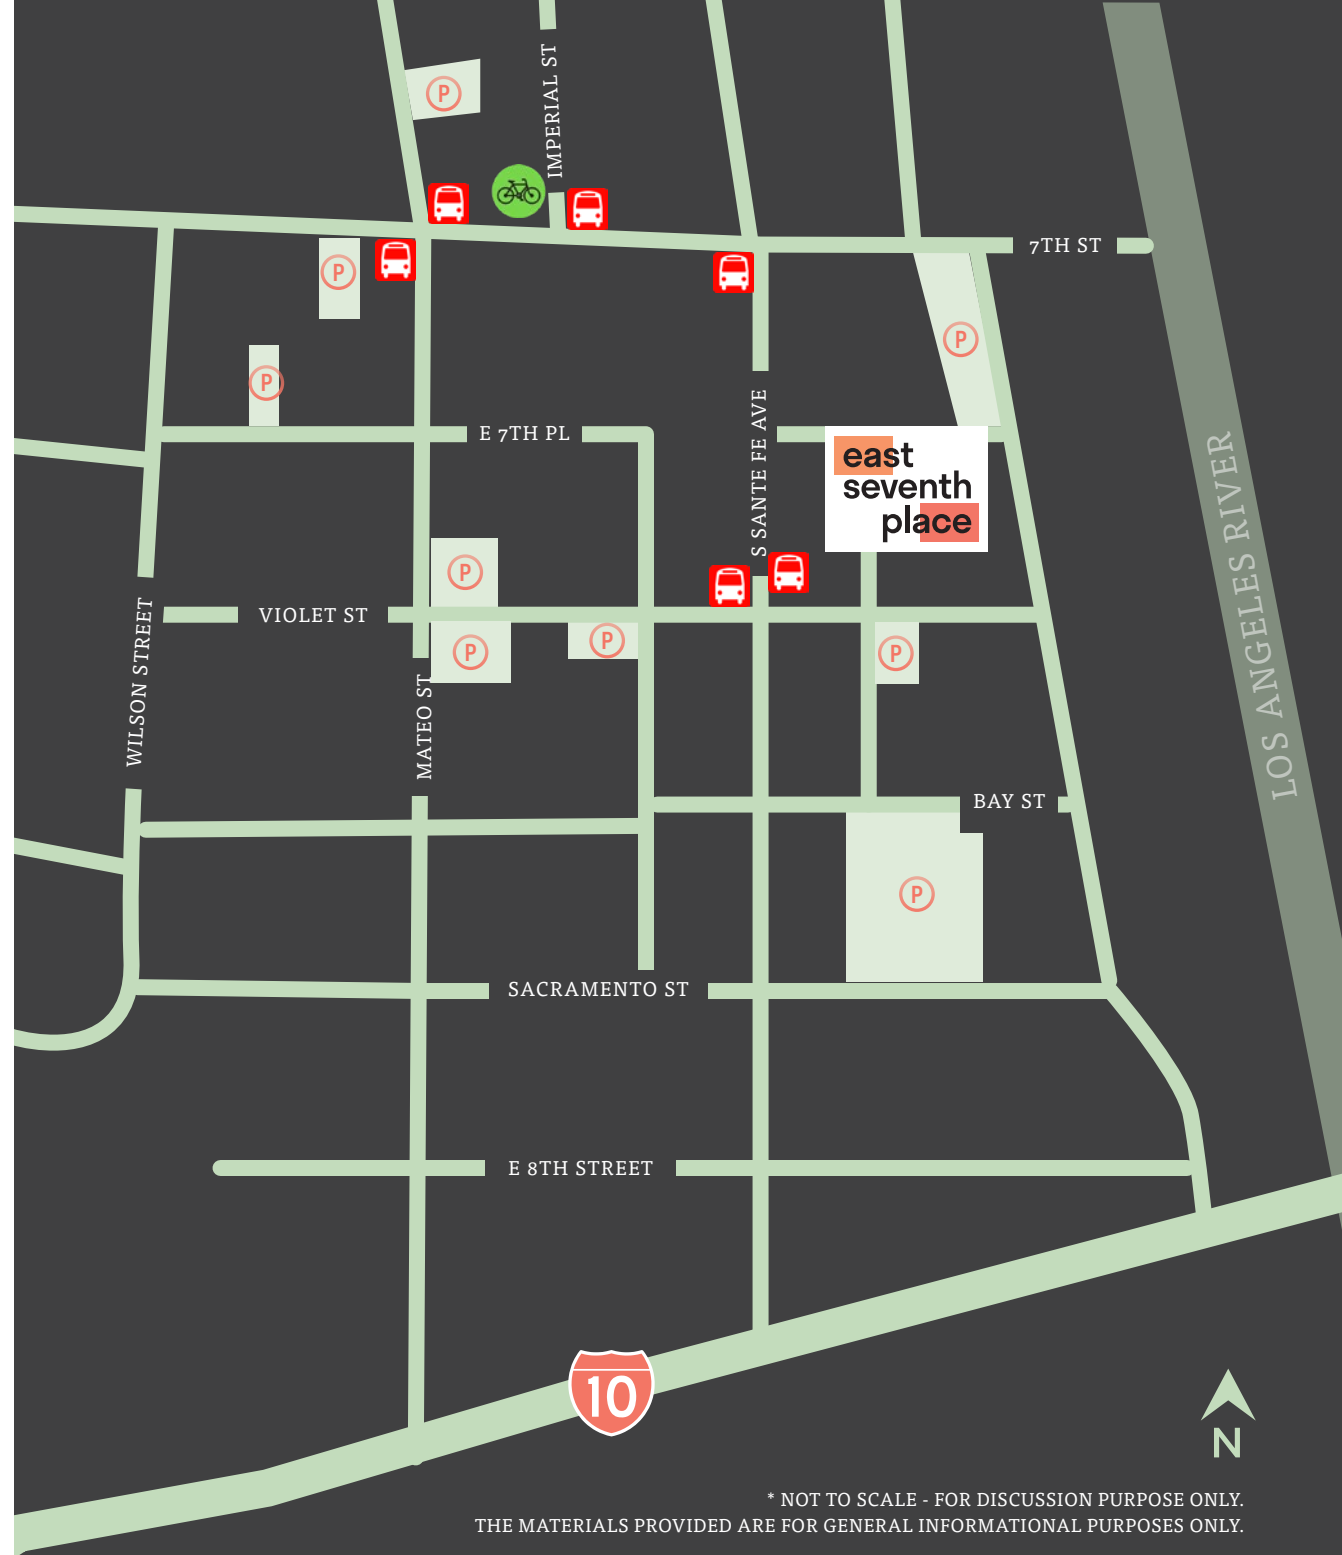 IMPERIAL ST
P
7TH ST
P
P
P
E 7TH PL
S SANTE FE AVE
east
seventh
place
LOS ANGELES RIVER
P
VIOLET ST
P
P
P
WILSON STREET
MATEO ST
BAY ST
P
SACRAMENTO ST
E 8TH STREET
10
N
* NOT TO SCALE - FOR DISCUSSION PURPOSE ONLY.
THE MATERIALS PROVIDED ARE FOR GENERAL INFORMATIONAL PURPOSES ONLY.